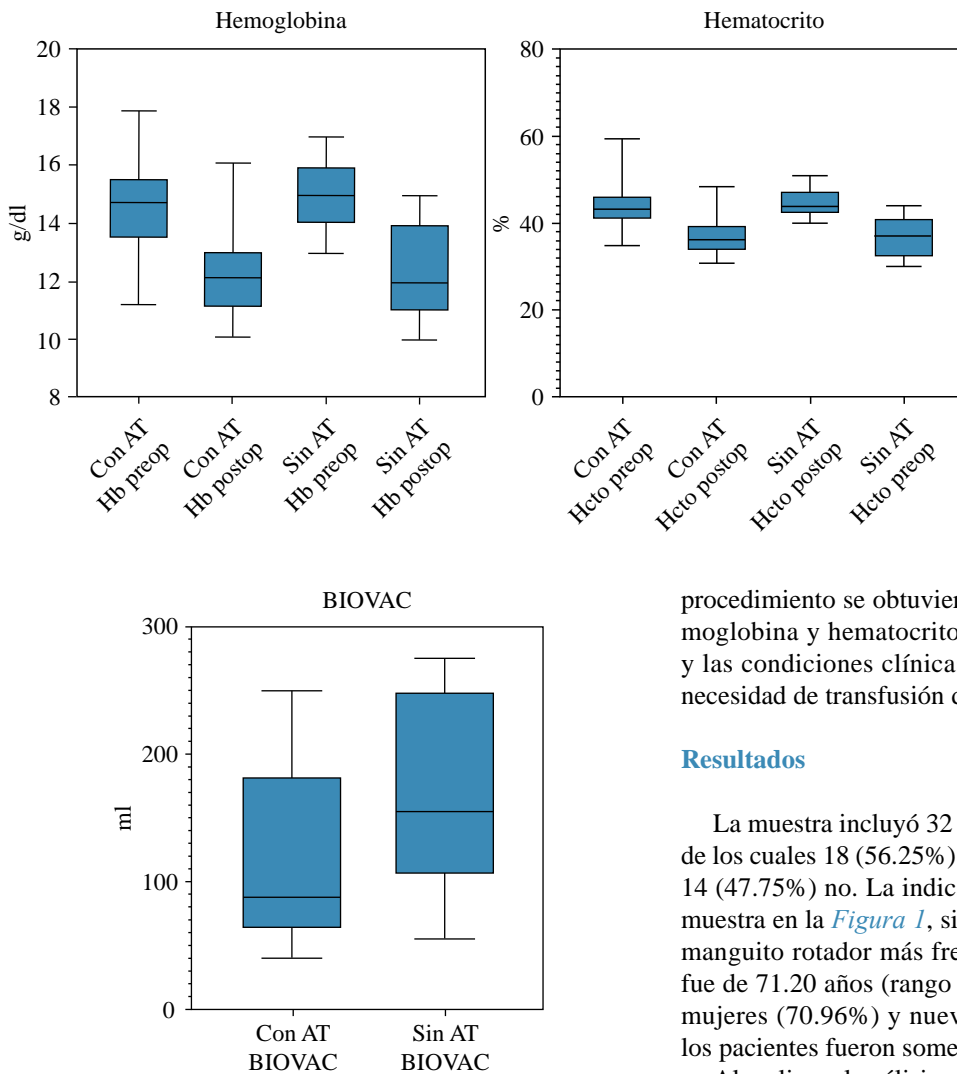 Hemoglobina
20
18
16
14
12
10
8
g/dl
Con AT
Hb preop
Con AT
Hb postop
Sin AT
Hb preop
Sin AT
Hb postop
Hematocrito
80
60
40
20
0
%
Con AT
Hcto preop
Con AT
Hcto postop
Sin AT
Hcto preop
Sin AT
Hcto postop
BIOVAC
300
200
100
0
ml
Con AT
BIOVAC
Sin AT
BIOVAC
procedimiento se obtuvier
moglobina y hematocrito
y las condiciones clínica
necesidad de transfusión
Resultados
La muestra incluyó 32
de los cuales 18 (56.25%)
14 (47.75%) no. La indic
muestra en la Figura 1, si
manguito rotador más fre
fue de 71.20 años (rango
mujeres (70.96%) y nuev
los pacientes fueron some